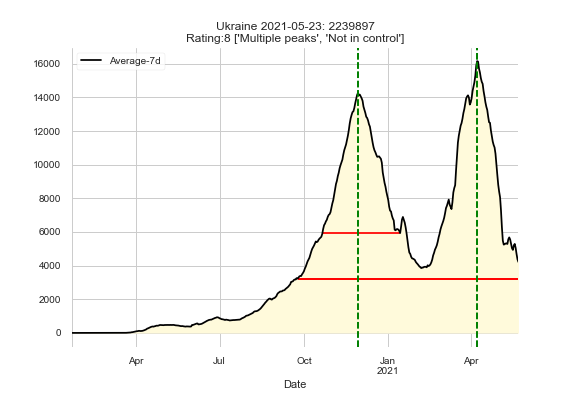 Ukraine 2021-05-23: 2239897
Rating:8 ['Multiple peaks', 'Not in control']
Average-7d
16000
14000
12000
10000
8000
6000
4000
2000
0
Apr
Jul
Oct
Jan
2021
Apr
Date